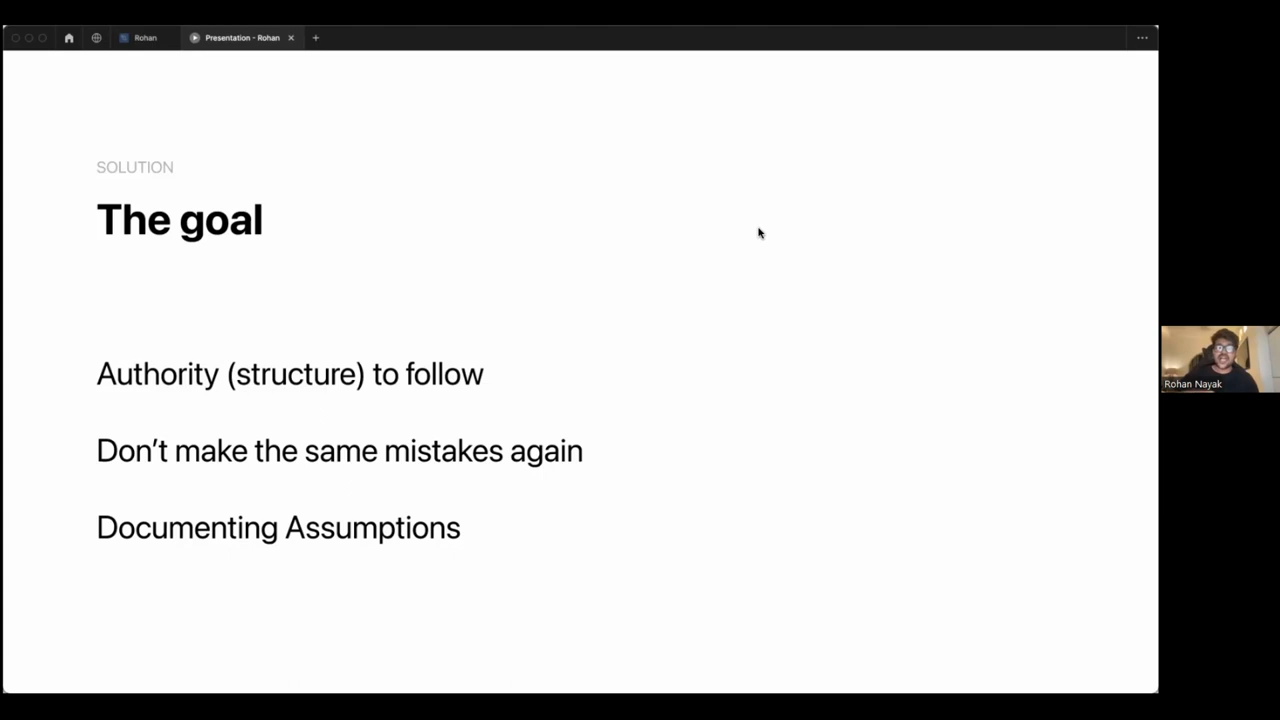 Rohan
Presentation - Rohan
SOLUTION
The goal
Authority (structure) to follow
Don’t make the same mistakes again
Documenting Assumptions
Rohan Nayak